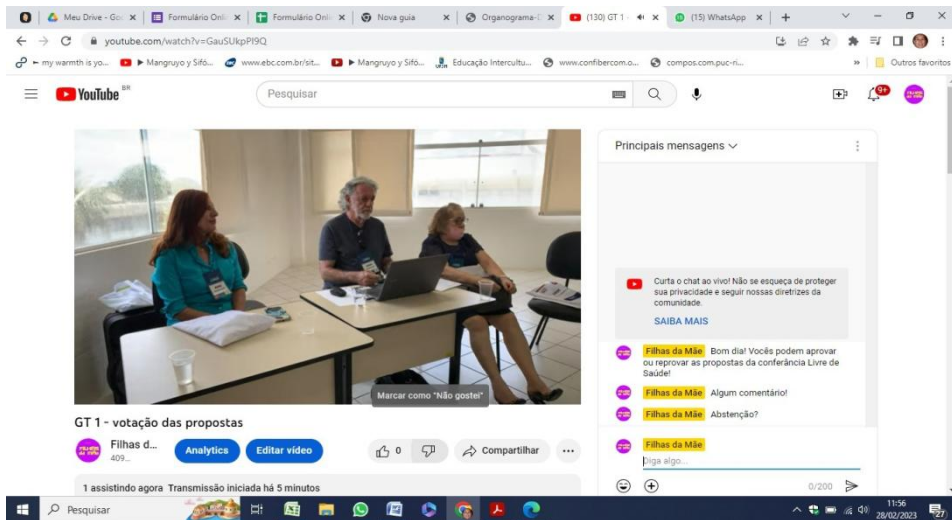 Meu Drive - Goo
Formulário Onli
Formulário Onli
Nova guia
Organograma-C
(130) GT 1 -
(15) WhatsApp
youtube.com/watch?v=GauSUkpPl9Q
my warmth is yo...
Mangruyo y Sifó...
www.ebc.com.br/sit...
Mangruyo y Sifó...
Educação Intercultu...
www.confibercom.o...
compos.com.puc-ri...
»
Outros favoritos
YouTube BR
Pesquisar
9+
Principais mensagens
Curta o chat ao vivo! Não se esqueça de proteger
sua privacidade e seguir nossas diretrizes da
comunidade.
SAIBA MAIS
Filhas da Mãe Bom dia! Vocês podem aprovar
ou reprovar as propostas da conferância Livre de
Saúde!
Filhas da Mãe Algum comentário!
Filhas da Mãe Abstenção?
Filhas da Mãe
Diga algo...
0/200
Marcar como "Não gostei"
GT 1 - votação das propostas
Filhas d...
409...
Analytics
Editar vídeo
0
Compartilhar
1 assistindo agora Transmissão iniciada há 5 minutos
Pesquisar
11:56
28/02/2023
27